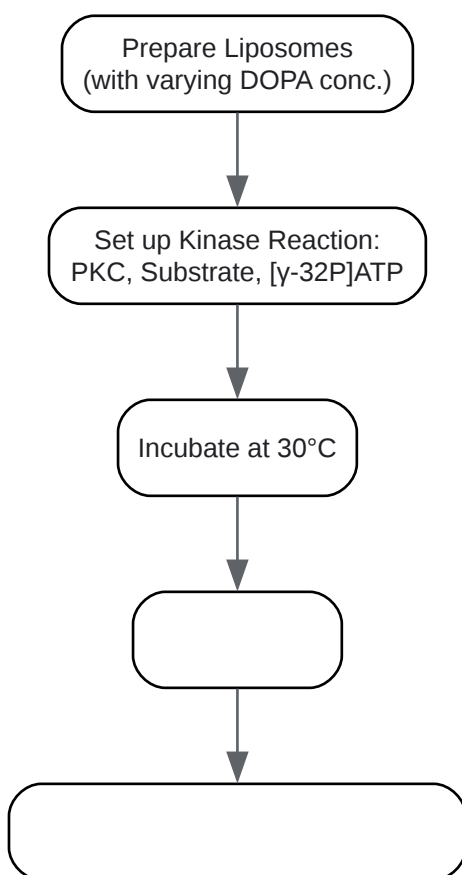 Prepare Liposomes
(with varying DOPA conc.)
Set up Kinase Reaction:
PKC, Substrate, [γ-32P]ATP
Incubate at 30°C